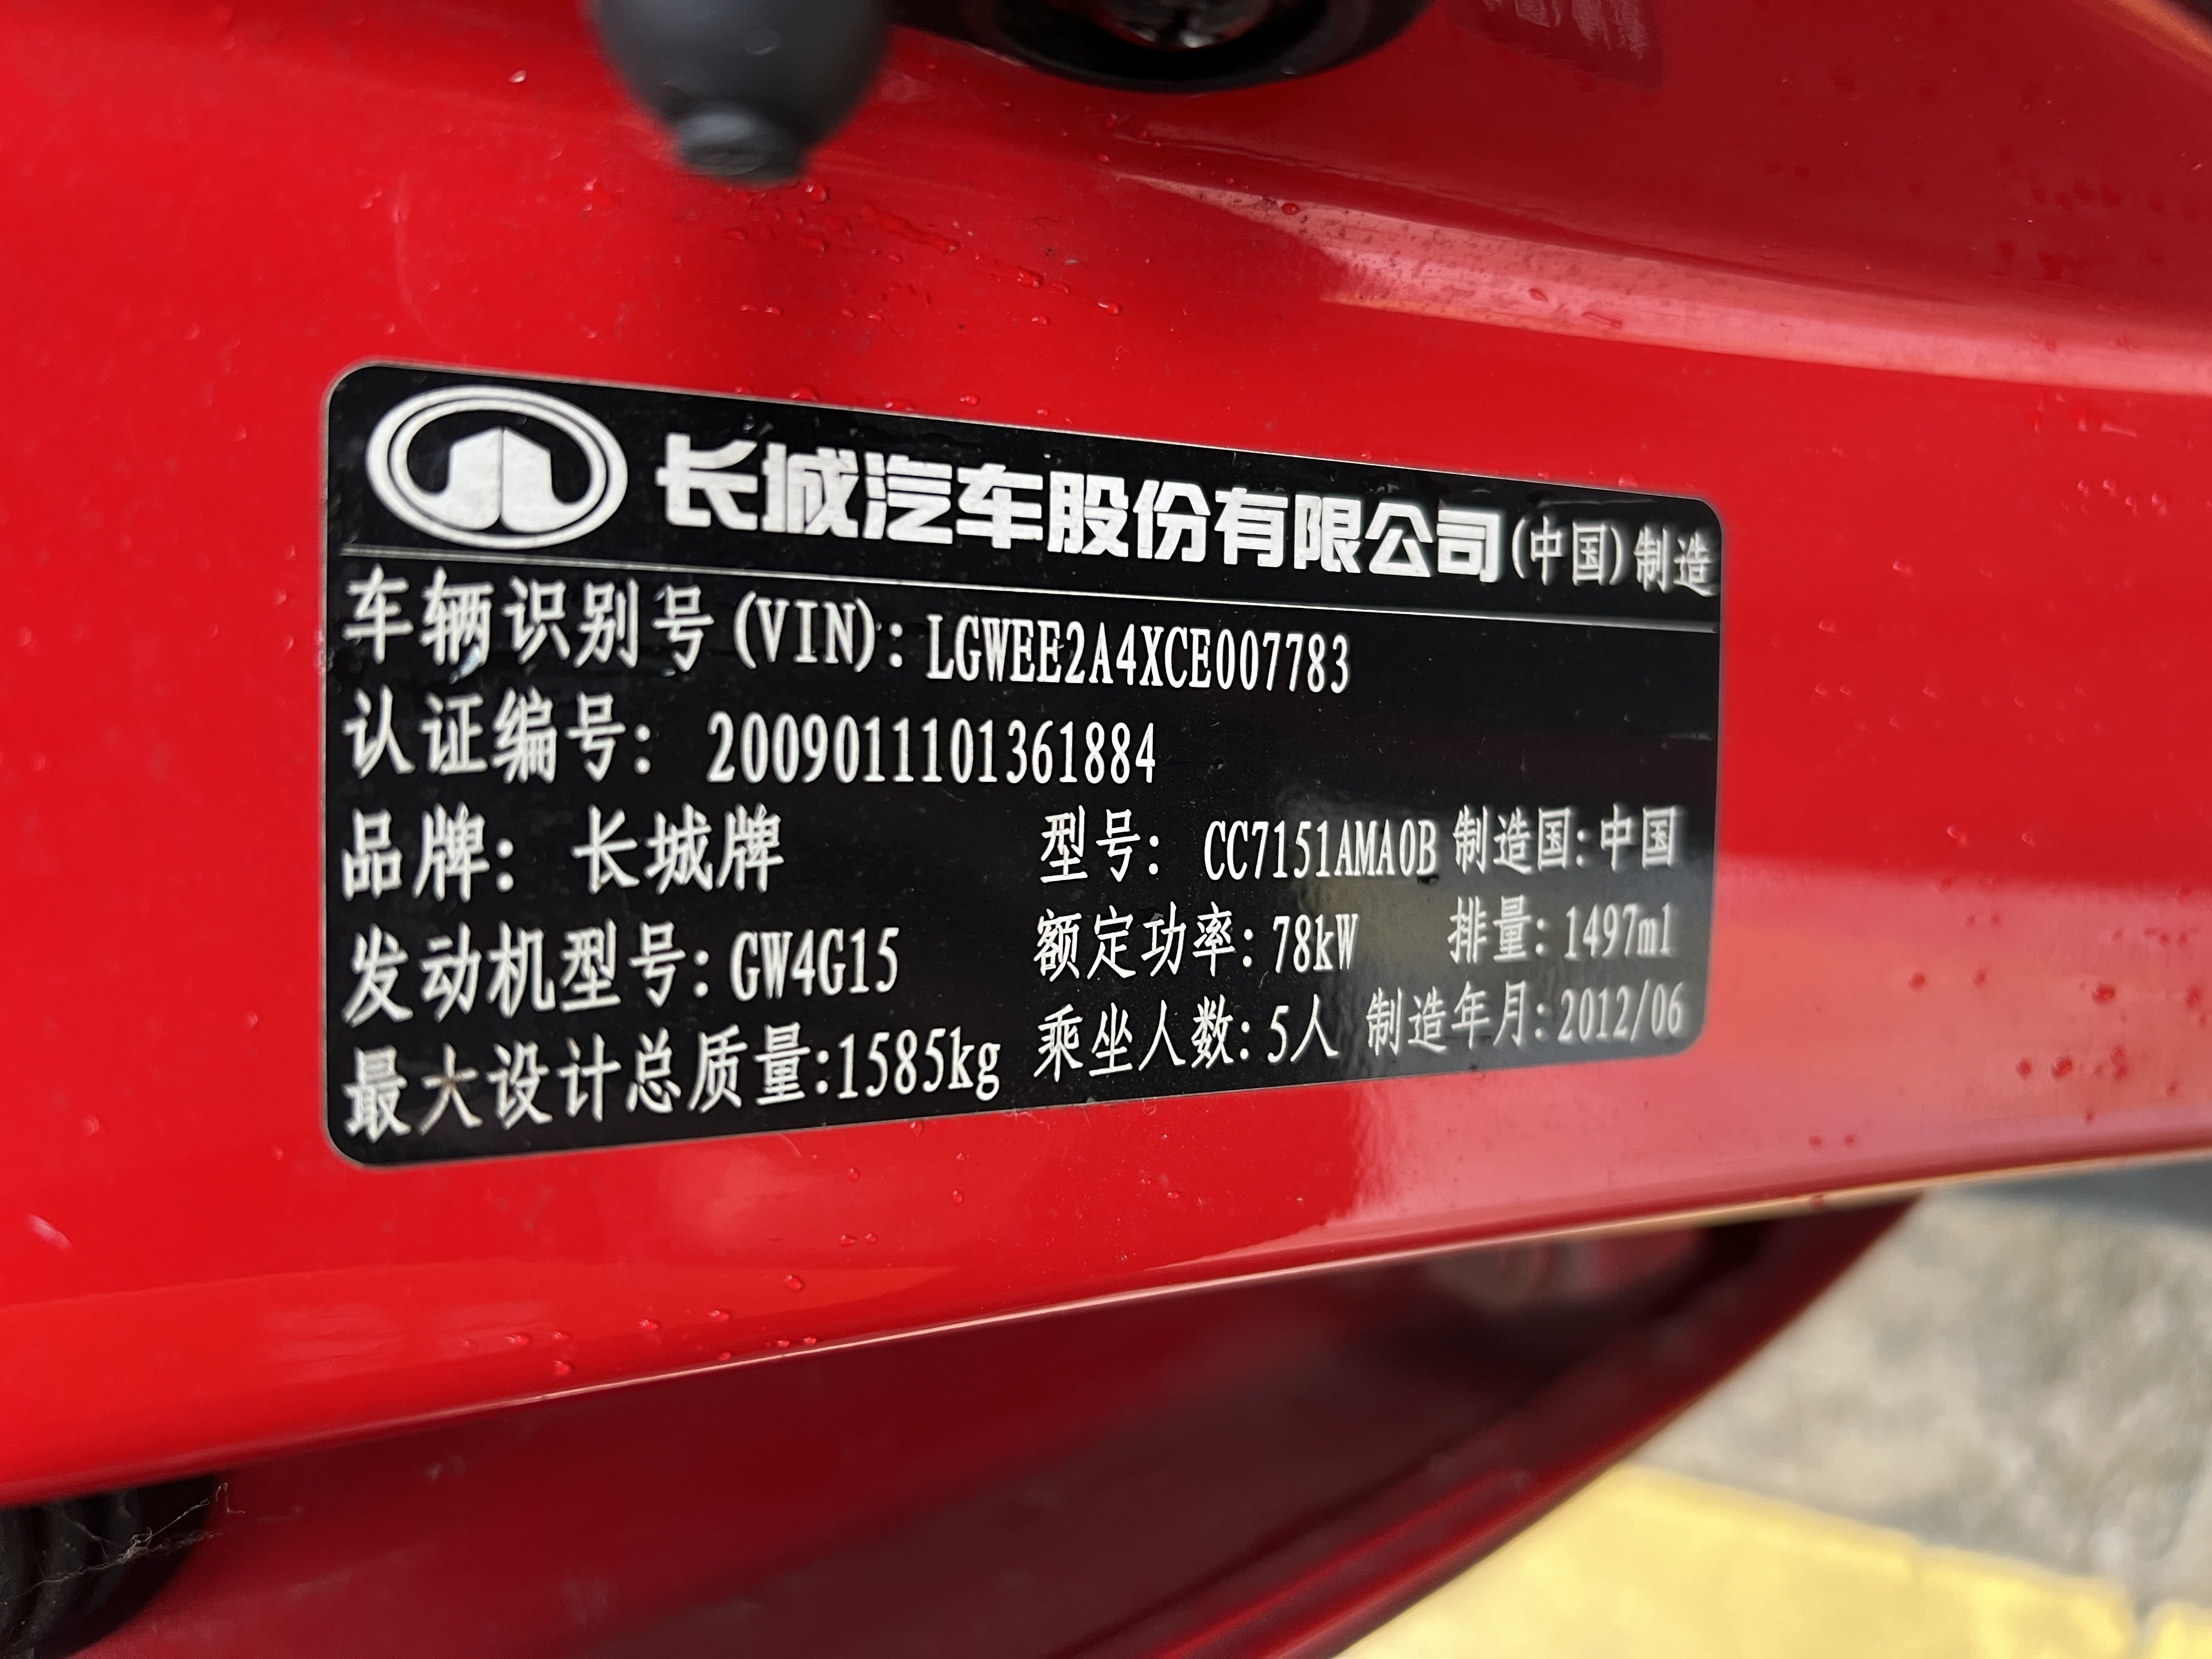 长城汽车股份有限公司(中国)制造
车辆识别号(VIN)：LGWEE2A4XCE007783
认证编号： 2009011101361884
品牌： 长城牌 型号： CC7151AMA0B 制造国：中国
发动机型号：GW4G15 额定功率：78kW 排量：1497ml
最大设计总质量：1585kg 乘坐人数：5人 制造年月：2012/06